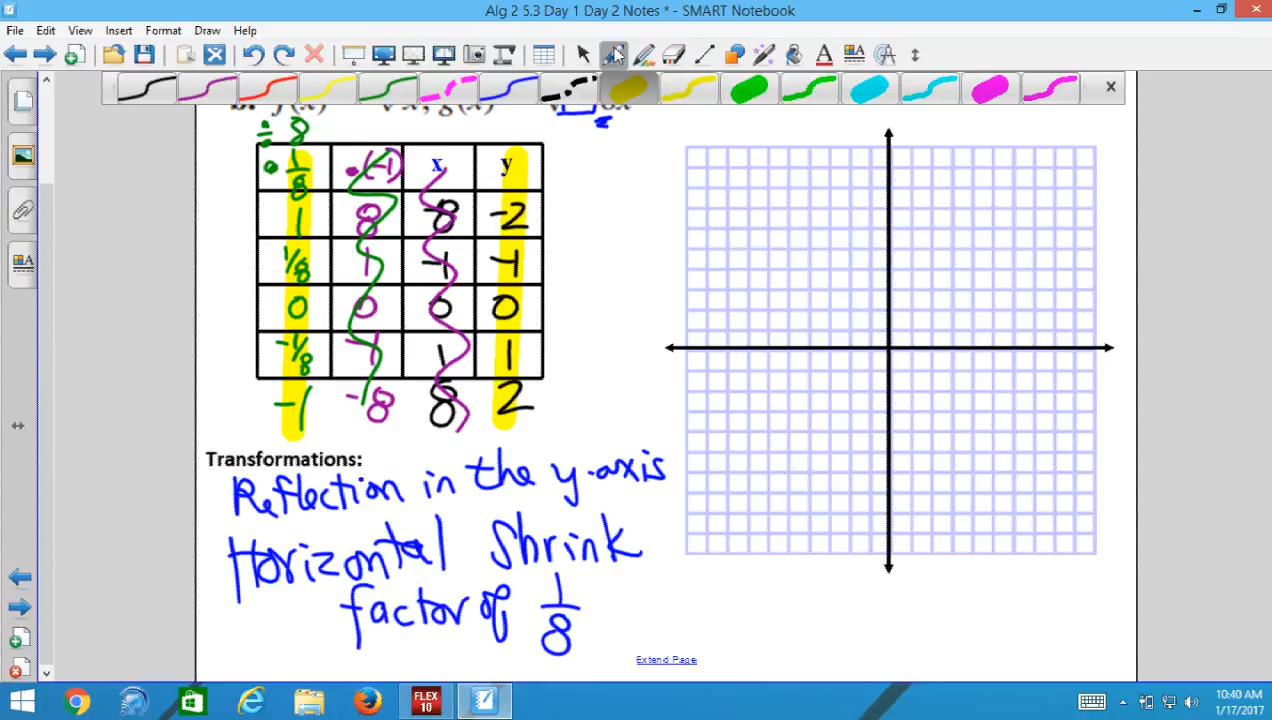 Alg 2 5.3 Day 1 Day 2 Notes * - SMART Notebook
File Edit View Insert Format Draw Help
÷ 8
• 1/8 •(-1) x y
1 8 -8 -2
1/8 1 -1 -1
0 0 0 0
-1/8 -1 1 1
-1 -8 8 2
Transformations:
Reflection in the y-axis
Horizontal Shrink
factor of 1/8
Extend Page
FLEX
10
10:40 AM
1/17/2017